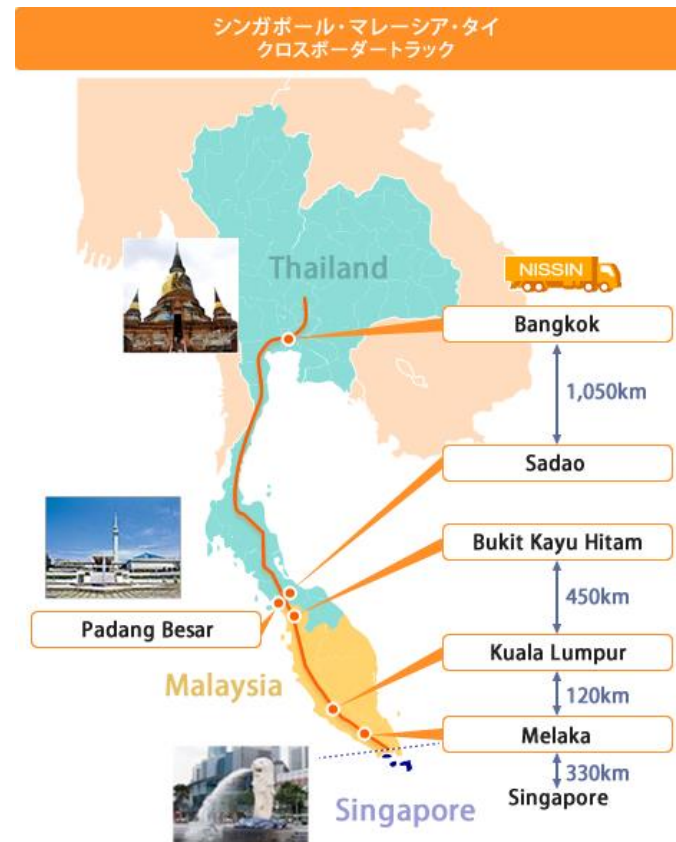 シンガポール・マレーシア・タイ
クロスボーダートラック
Thailand
NISSIN
Bangkok
1,050km
Sadao
Bukit Kayu Hitam
450km
Padang Besar
Kuala Lumpur
Malaysia
120km
Melaka
330km
Singapore
Singapore